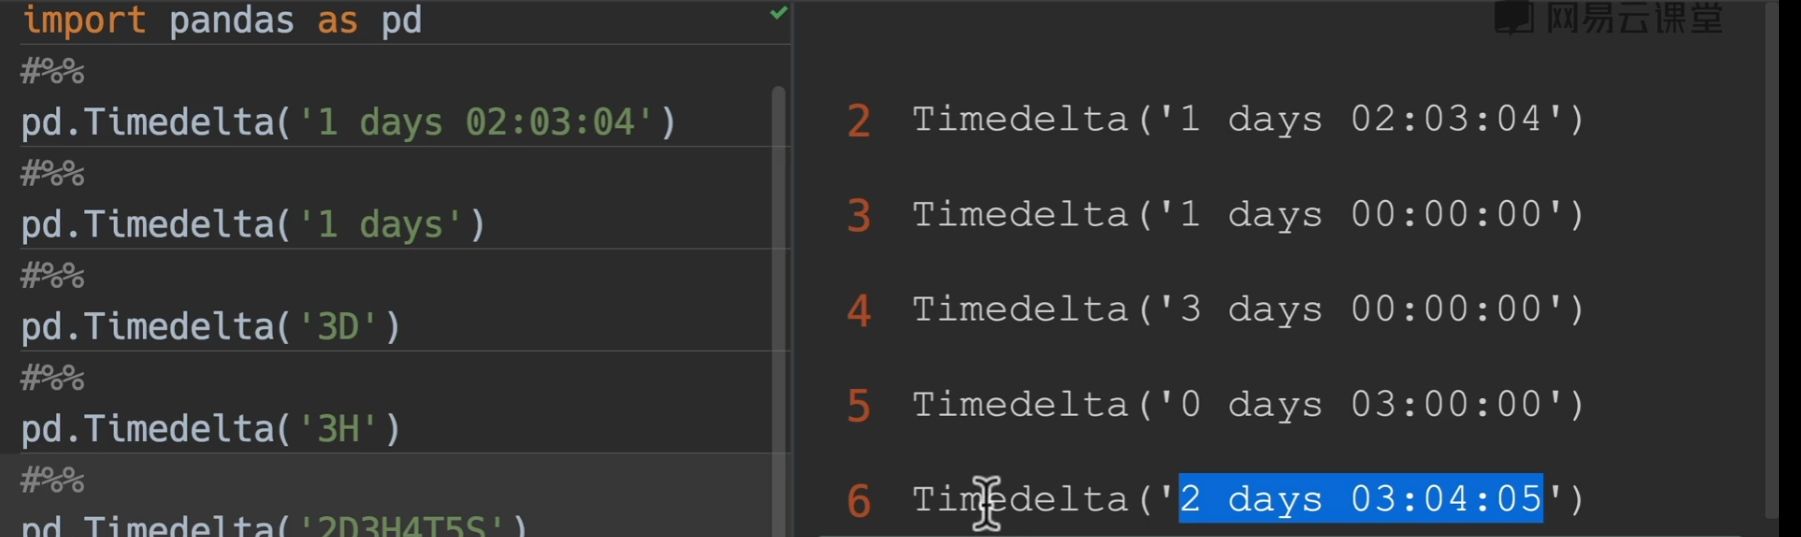 import pandas as pd
#%%
pd.Timedelta('1 days 02:03:04')
#%%
pd.Timedelta('1 days')
#%%
pd.Timedelta('3D')
#%%
pd.Timedelta('3H')
#%%
pd.Timedelta('2D3H4T5S')
网易云课堂
2 Timedelta('1 days 02:03:04')
3 Timedelta('1 days 00:00:00')
4 Timedelta('3 days 00:00:00')
5 Timedelta('0 days 03:00:00')
6 Timedelta('2 days 03:04:05')